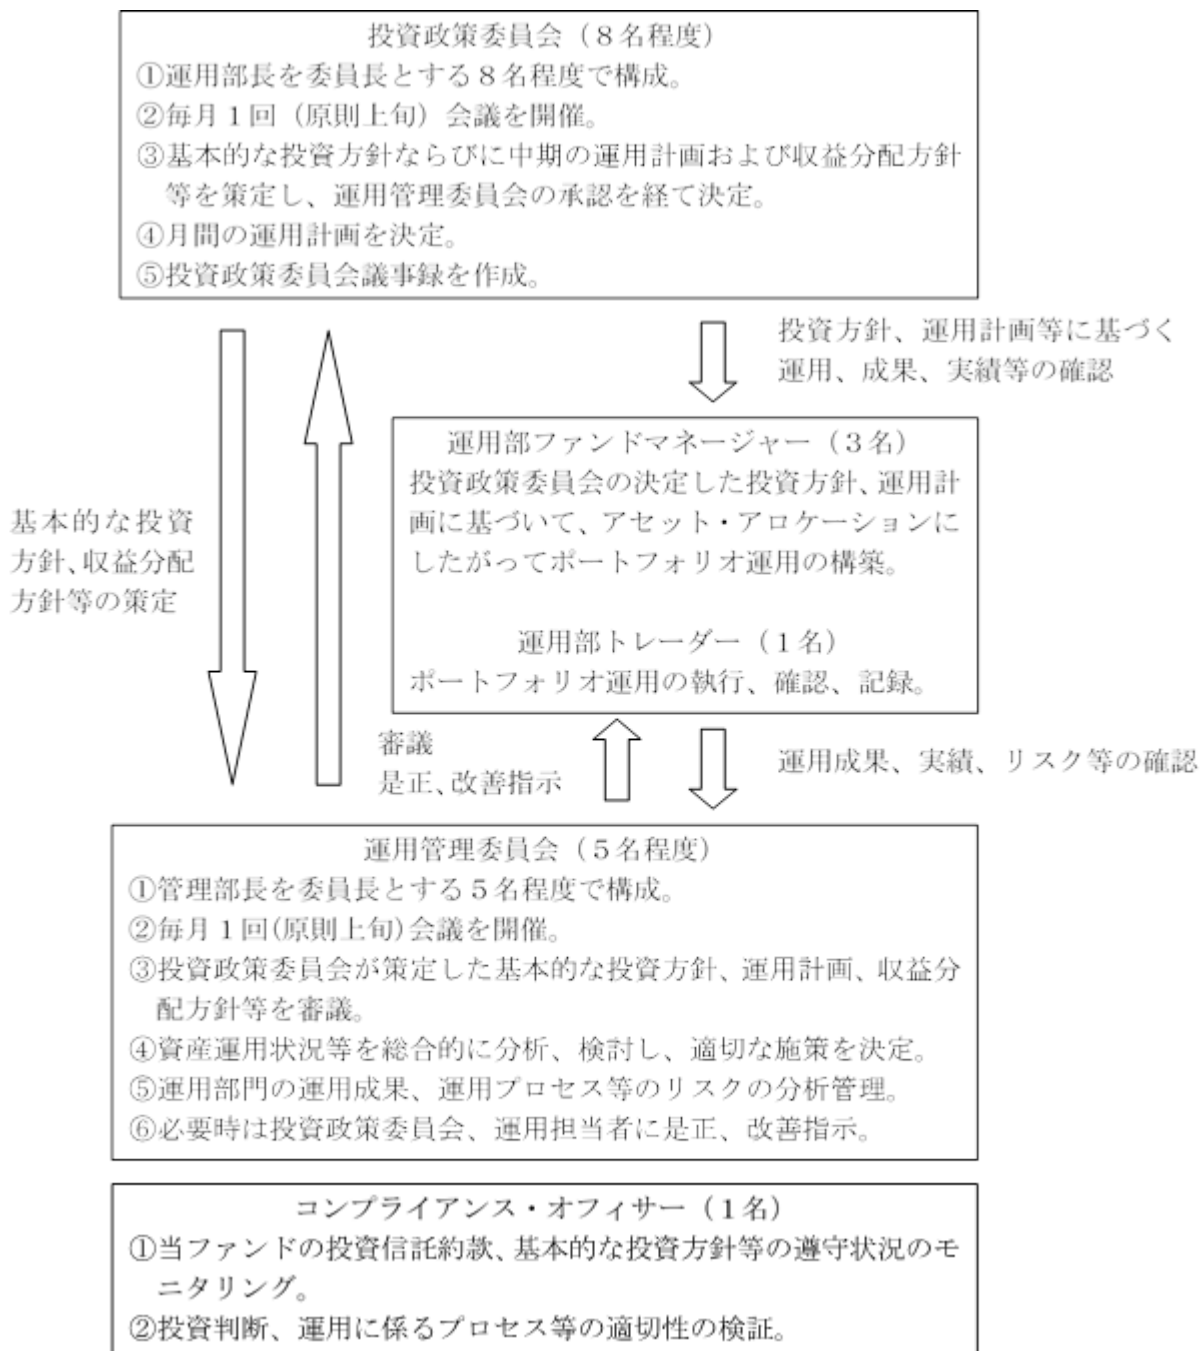 投資政策委員会（８名程度）
①運用部長を委員長とする８名程度で構成。
②毎月１回（原則上旬）会議を開催。
③基本的な投資方針ならびに中期の運用計画および収益分配方針
等を策定し、運用管理委員会の承認を経て決定。
④月間の運用計画を決定。
⑤投資政策委員会議事録を作成。
投資方針、運用計画等に基づく
運用、成果、実績等の確認
運用部ファンドマネージャー（３名）
投資政策委員会の決定した投資方針、運用計
画に基づいて、アセット・アロケーションに
したがってポートフォリオ運用の構築。
運用部トレーダー（１名）
ポートフォリオ運用の執行、確認、記録。
基本的な投資
方針、収益分配
方針等の策定
審議
是正、改善指示
運用成果、実績、リスク等の確認
運用管理委員会（５名程度）
①管理部長を委員長とする５名程度で構成。
②毎月１回(原則上旬)会議を開催。
③投資政策委員会が策定した基本的な投資方針、運用計画、収益分
配方針等を審議。
④資産運用状況等を総合的に分析、検討し、適切な施策を決定。
⑤運用部門の運用成果、運用プロセス等のリスクの分析管理。
⑥必要時は投資政策委員会、運用担当者に是正、改善指示。
コンプライアンス・オフィサー（１名）
①当ファンドの投資信託約款、基本的な投資方針等の遵守状況のモ
ニタリング。
②投資判断、運用に係るプロセス等の適切性の検証。